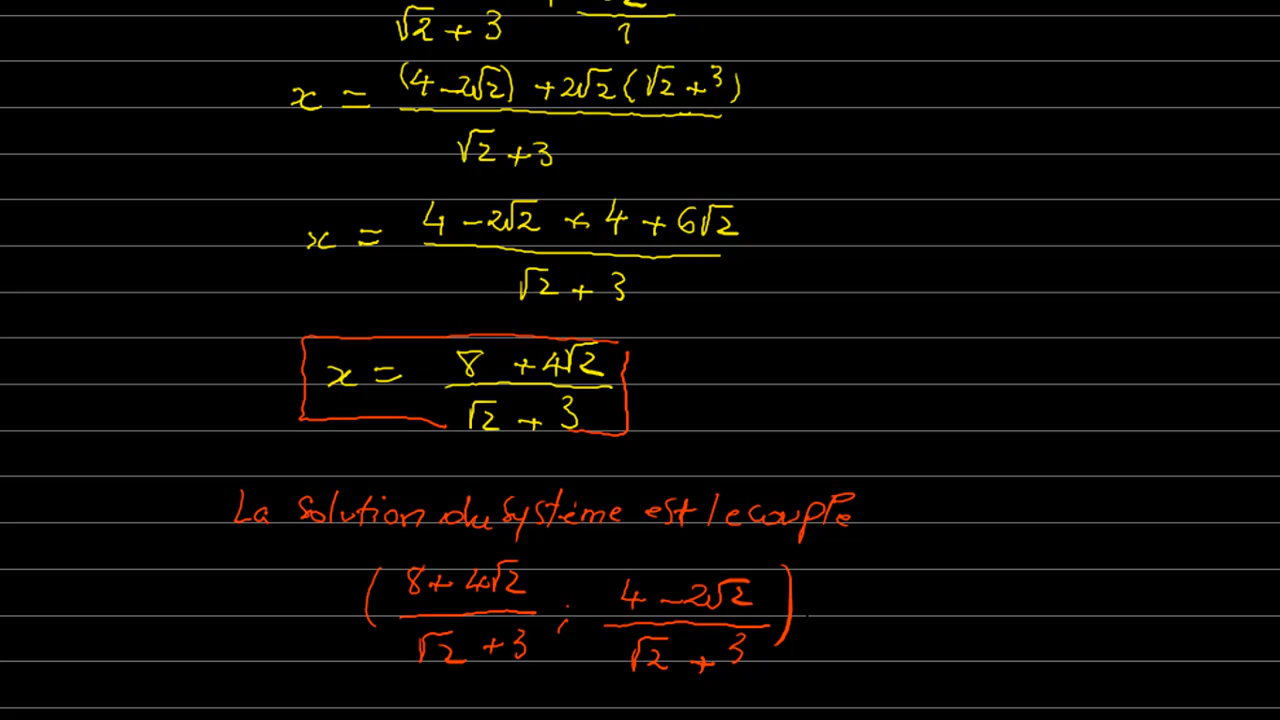 √2 + 3
x = (4 - 2√2) + 2√2 (√2 + 3)
√2 + 3
x = 4 - 2√2 + 4 + 6√2
√2 + 3
x = 8 + 4√2
√2 + 3
La solution du système est le couple
( 8 + 4√2 ; 4 - 2√2 )
√2 + 3 √2 + 3